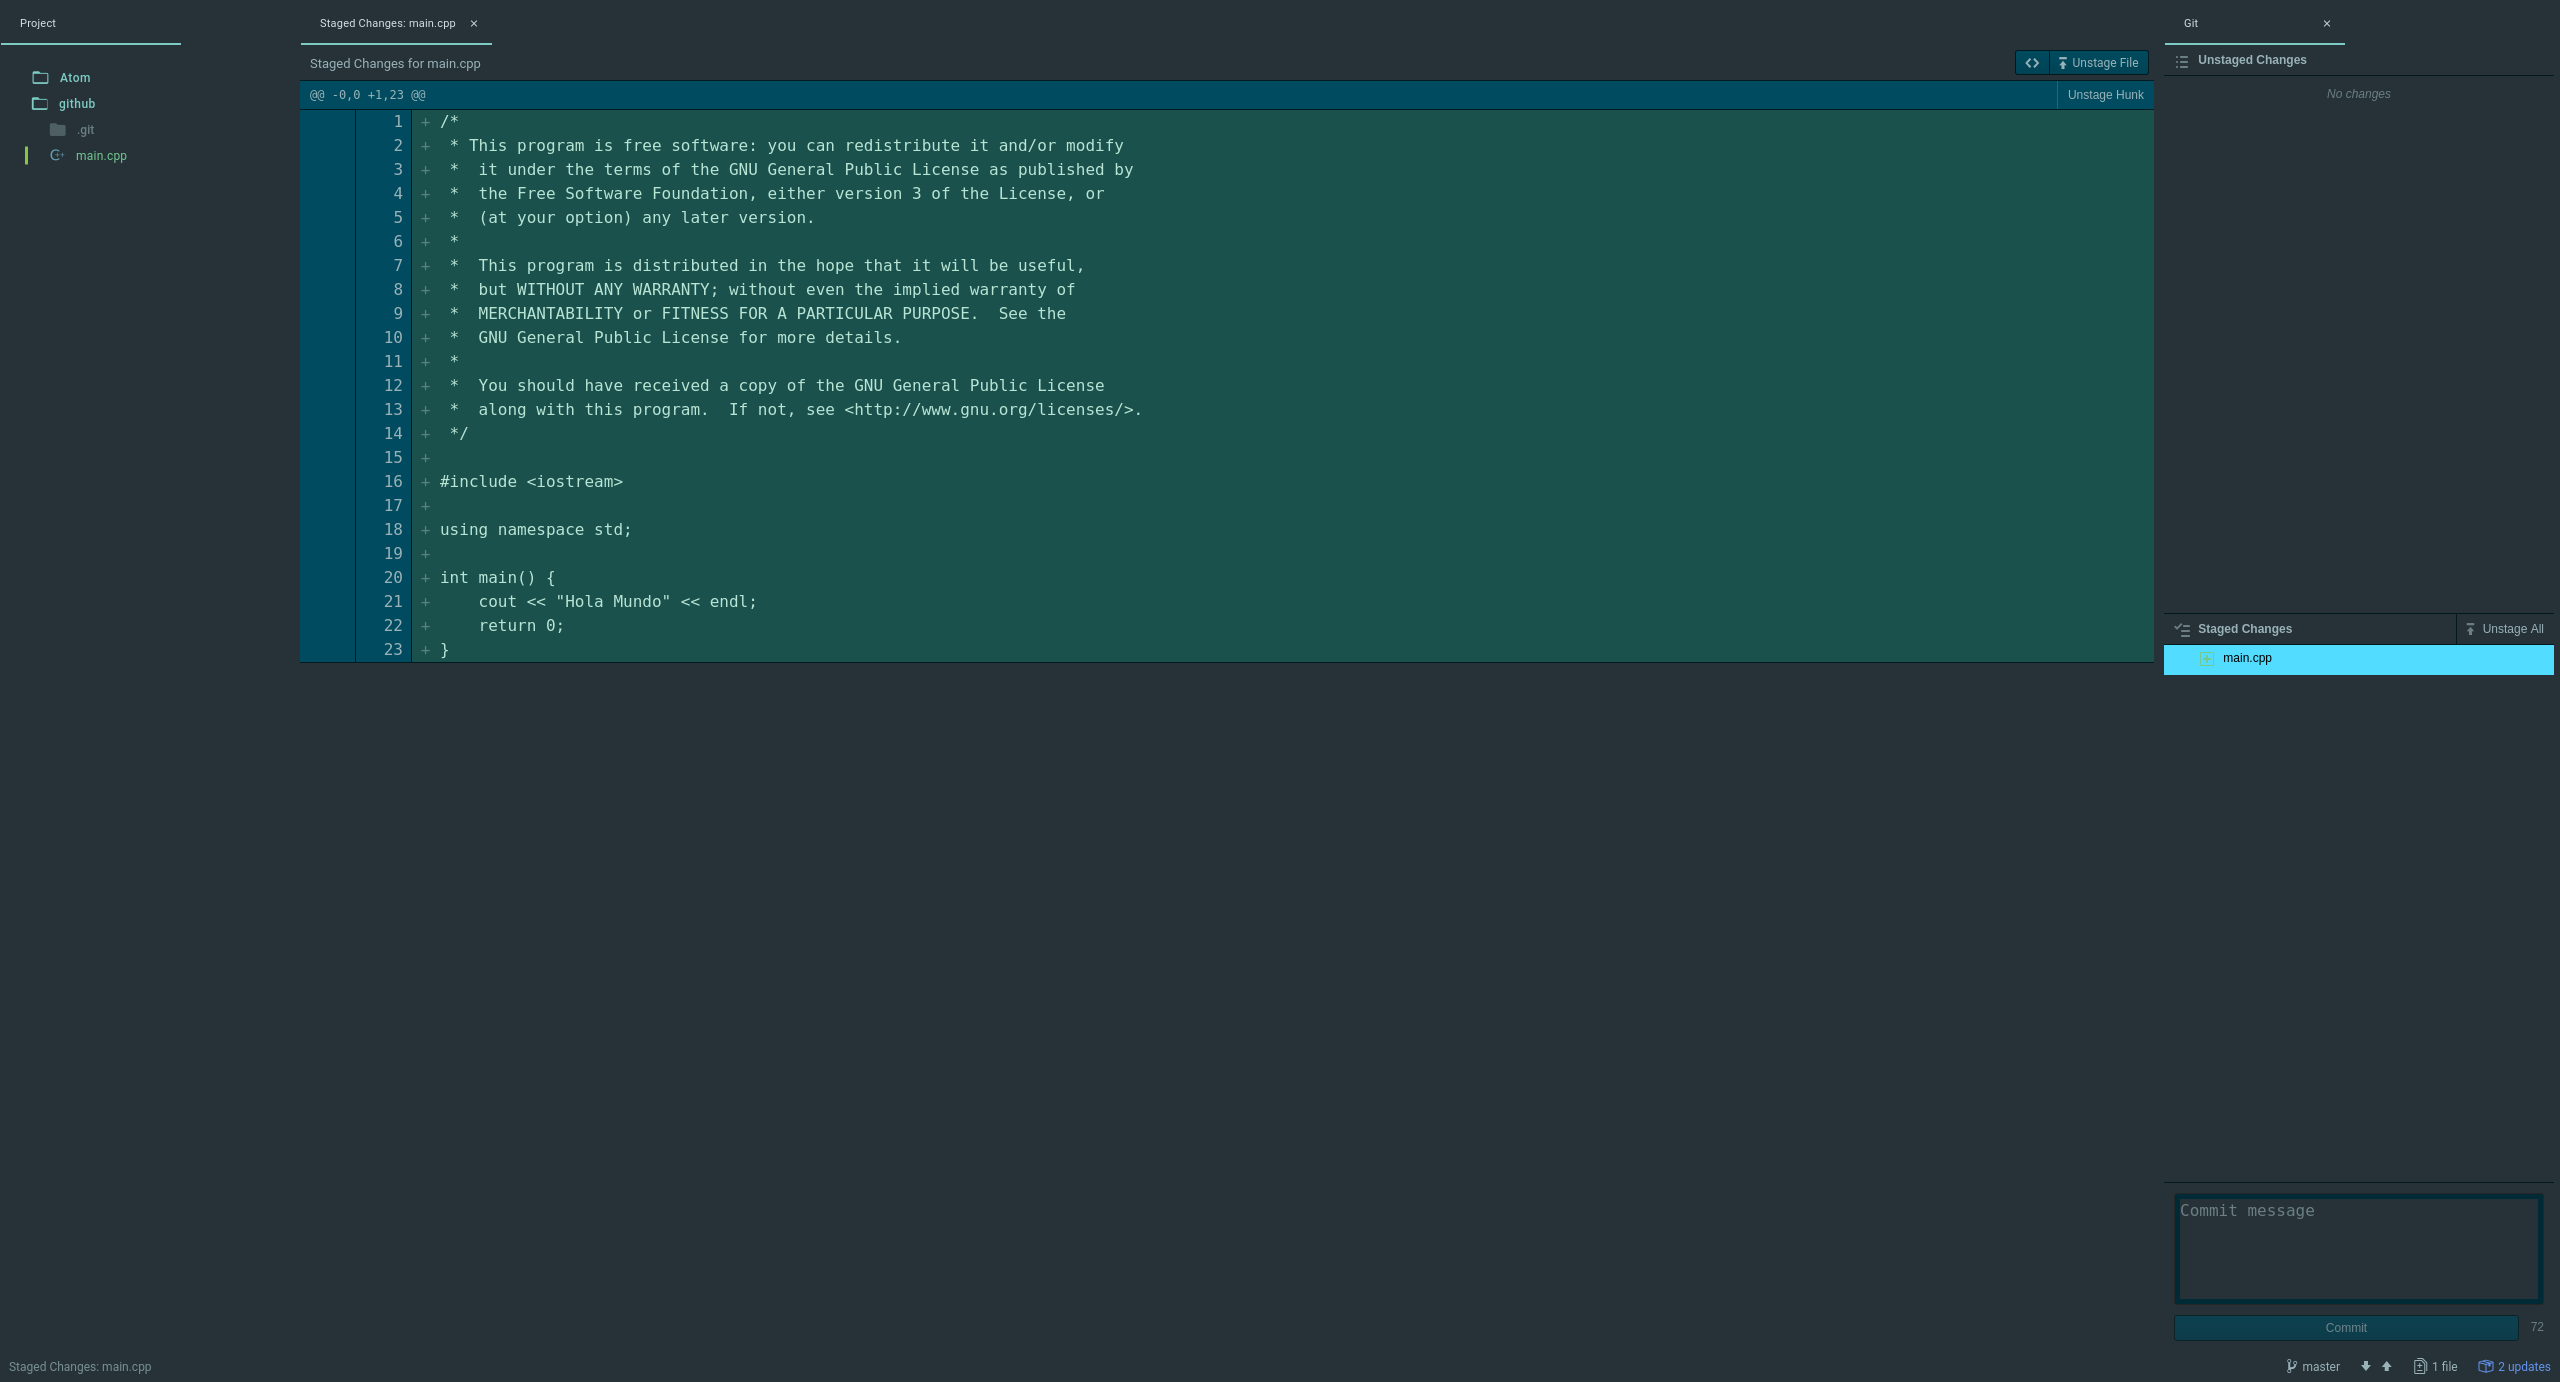 Project
Atom
github
.git
main.cpp
Staged Changes: main.cpp
Staged Changes for main.cpp
Unstage File
@@ -0,0 +1,23 @@
Unstage Hunk
1 + /*
2 +  * This program is free software: you can redistribute it and/or modify
3 +  *  it under the terms of the GNU General Public License as published by
4 +  *  the Free Software Foundation, either version 3 of the License, or
5 +  *  (at your option) any later version.
6 +  *
7 +  *  This program is distributed in the hope that it will be useful,
8 +  *  but WITHOUT ANY WARRANTY; without even the implied warranty of
9 +  *  MERCHANTABILITY or FITNESS FOR A PARTICULAR PURPOSE.  See the
10 +  *  GNU General Public License for more details.
11 +  *
12 +  *  You should have received a copy of the GNU General Public License
13 +  *  along with this program.  If not, see <http://www.gnu.org/licenses/>.
14 +  */
15 +
16 + #include <iostream>
17 +
18 + using namespace std;
19 +
20 + int main() {
21 +     cout << "Hola Mundo" << endl;
22 +     return 0;
23 + }
Git
Unstaged Changes
No changes
Staged Changes
Unstage All
main.cpp
Commit message
Commit
72
Staged Changes: main.cpp
master
1 file
2 updates